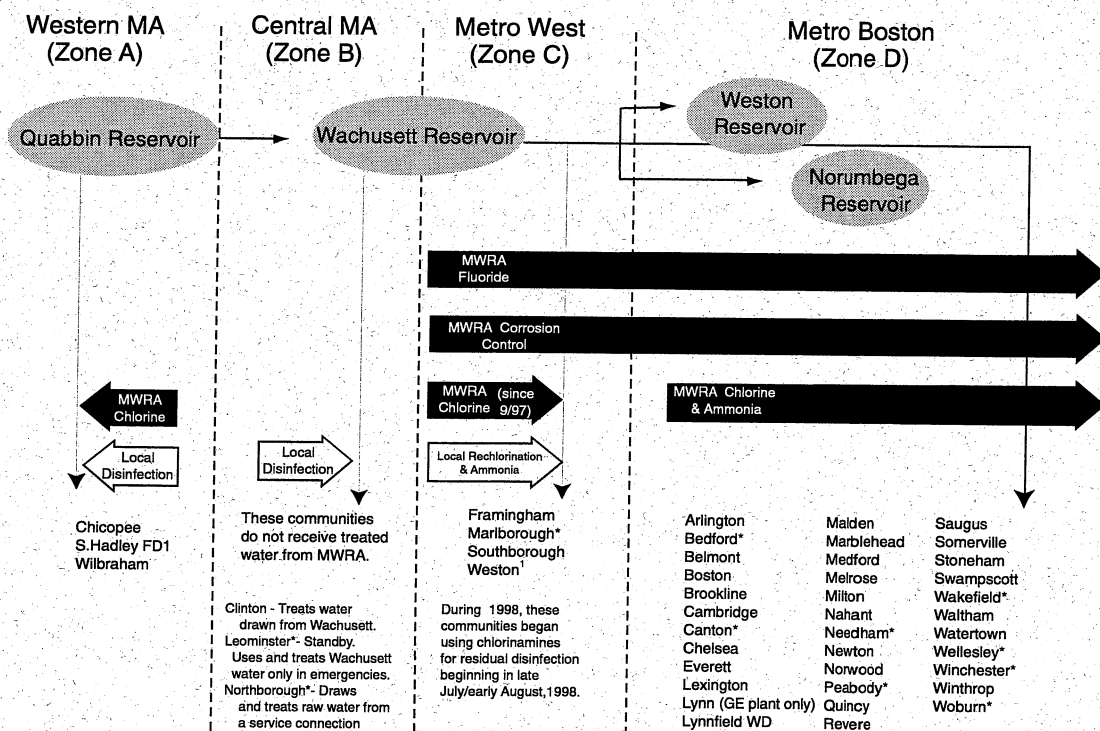 Western MA
(Zone A)
Central MA
(Zone B)
Metro West
(Zone C)
Metro Boston
(Zone D)
Quabbin Reservoir
Wachusett Reservoir
Weston
Reservoir
Norumbega
Reservoir
MWRA
Fluoride
MWRA Corrosion
Control
MWRA
Chlorine
MWRA (since
Chlorine 9/97)
MWRA Chlorine
& Ammonia
Local
Disinfection
Local
Disinfection
Local Rechlorination
& Ammonia
Chicopee
S.Hadley FD1
Wilbraham
These communities
do not receive treated
water from MWRA.
Clinton - Treats water
drawn from Wachusett.
Leominster*- Standby.
Uses and treats Wachusett
water only in emergencies.
Northborough*- Draws
and treats raw water from
a service connection
Framingham
Marlborough*
Southborough
Weston¹
During 1998, these
communities began
using chlorinamines
for residual disinfection
beginning in late
July/early August,1998.
Arlington
Bedford*
Belmont
Boston
Brookline
Cambridge
Canton*
Chelsea
Everett
Lexington
Lynn (GE plant only)
Lynnfield WD
Malden
Marblehead
Medford
Melrose
Milton
Nahant
Needham*
Newton
Norwood
Peabody*
Quincy
Revere
Saugus
Somerville
Stoneham
Swampscott
Wakefield*
Waltham
Watertown
Wellesley*
Winchester*
Winthrop
Woburn*